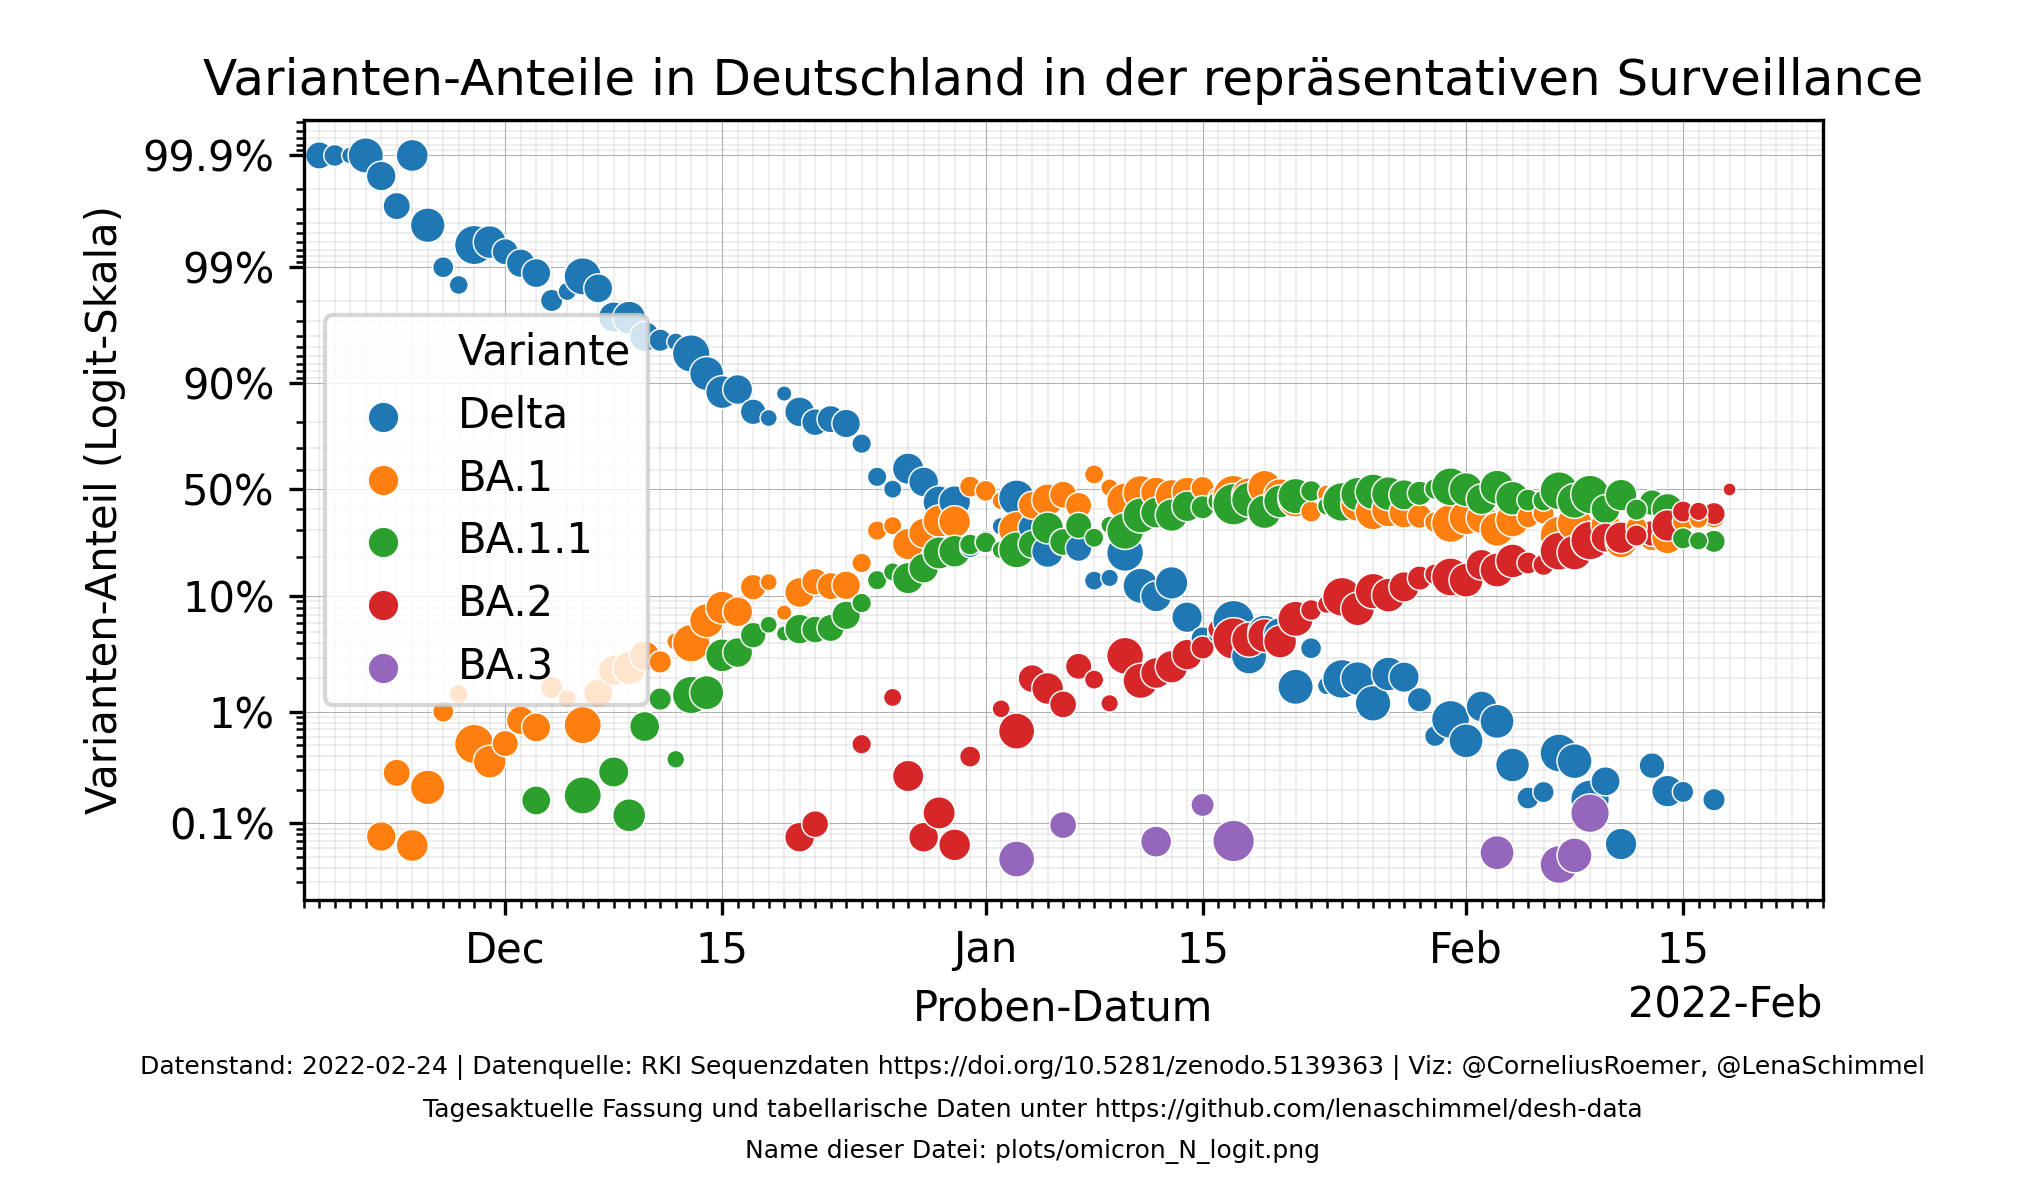 Varianten-Anteile in Deutschland in der repräsentativen Surveillance
Varianten-Anteil (Logit-Skala)
99.9%
99%
90%
50%
10%
1%
0.1%
Variante
Delta
BA.1
BA.1.1
BA.2
BA.3
Dec 15 Jan 15 Feb 15
2022-Feb
Proben-Datum
Datenstand: 2022-02-24 | Datenquelle: RKI Sequenzdaten https://doi.org/10.5281/zenodo.5139363 | Viz: @CorneliusRoemer, @LenaSchimmel
Tagesaktuelle Fassung und tabellarische Daten unter https://github.com/lenaschimmel/desh-data
Name dieser Datei: plots/omicron_N_logit.png